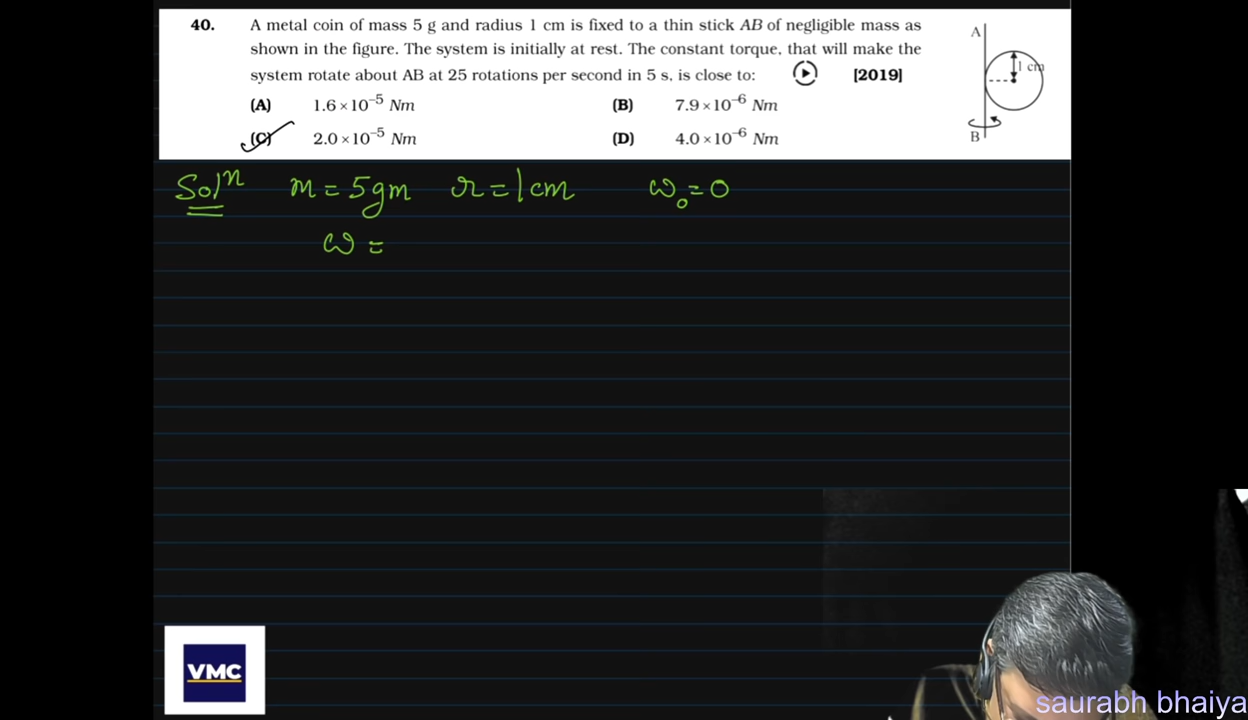 40. A metal coin of mass 5 g and radius 1 cm is fixed to a thin stick AB of negligible mass as
shown in the figure. The system is initially at rest. The constant torque, that will make the
system rotate about AB at 25 rotations per second in 5 s, is close to: [2019]
(A) 1.6 × 10⁻⁵ Nm (B) 7.9 × 10⁻⁶ Nm
(C) 2.0 × 10⁻⁵ Nm (D) 4.0 × 10⁻⁶ Nm
A
1 cm
B
Solⁿ m = 5gm r = 1 cm ω₀ = 0
ω =
VMC
saurabh bhaiya